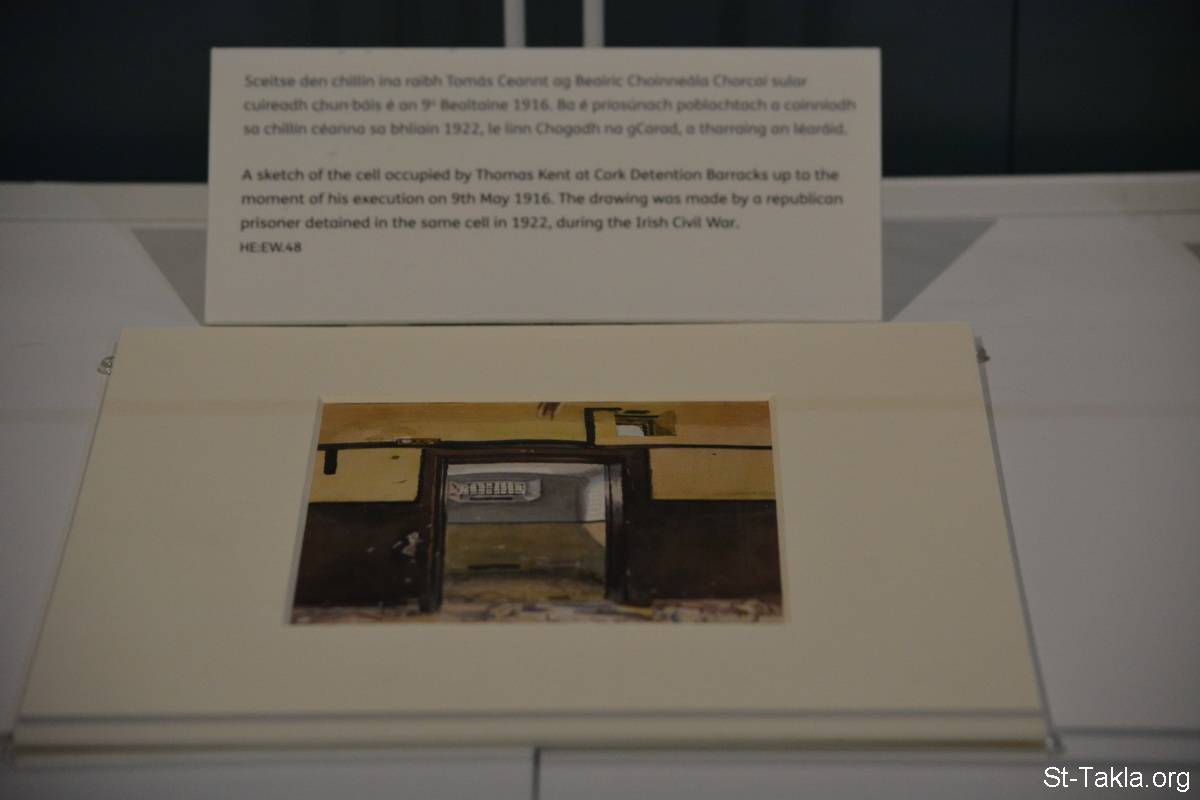 Sceitse den chillín ina raibh Tomás Ceannt ag Beairic Choinneála Chorcaí sular
cuireadh chun báis é an 9ú Bealtaine 1916. Ba é príosúnach poblachtach a coinníodh
sa chillín céanna sa bhliain 1922, le linn Chogadh na gCarad, a tharraing an léaráid.
A sketch of the cell occupied by Thomas Kent at Cork Detention Barracks up to the
moment of his execution on 9th May 1916. The drawing was made by a republican
prisoner detained in the same cell in 1922, during the Irish Civil War.
HE:EW.48
St-Takla.org